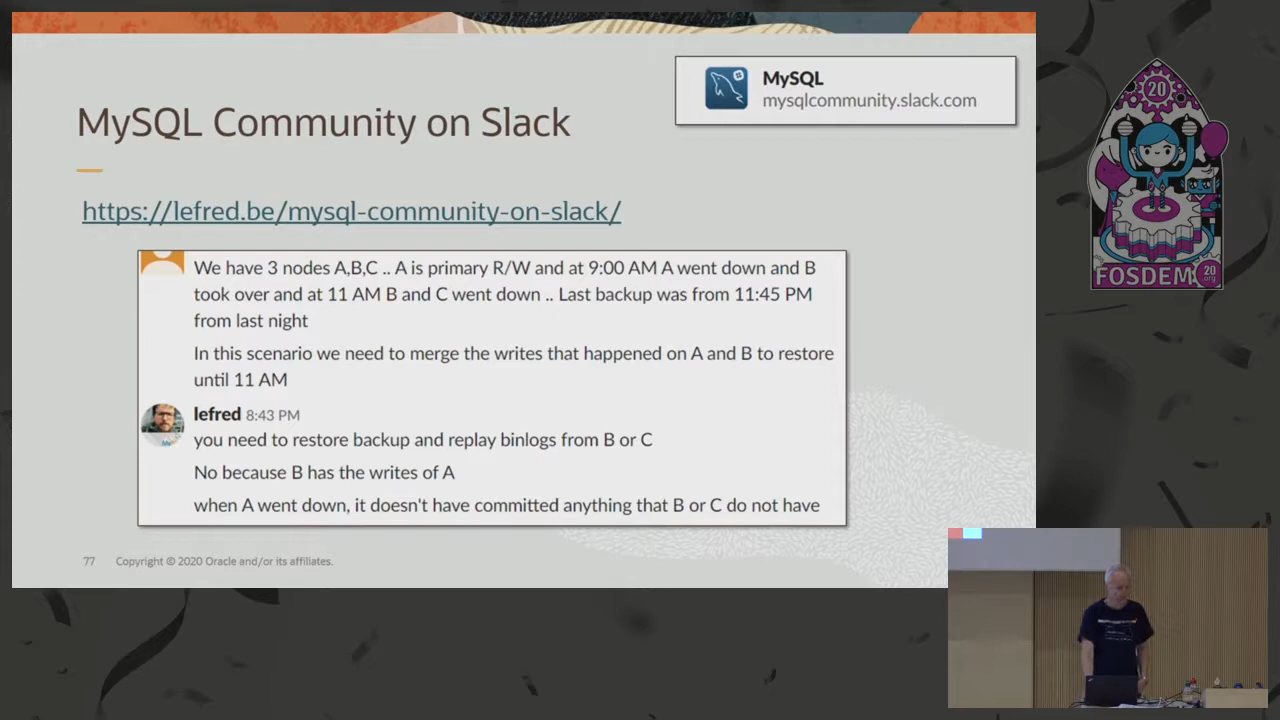 MySQL
mysqlcommunity.slack.com
MySQL Community on Slack
https://lefred.be/mysql-community-on-slack/
We have 3 nodes A,B,C .. A is primary R/W and at 9:00 AM A went down and B
took over and at 11 AM B and C went down .. Last backup was from 11:45 PM
from last night
In this scenario we need to merge the writes that happened on A and B to restore
until 11 AM
lefred 8:43 PM
you need to restore backup and replay binlogs from B or C
No because B has the writes of A
when A went down, it doesn't have committed anything that B or C do not have
77 Copyright © 2020 Oracle and/or its affiliates.
20
FOSDEM
20
.org